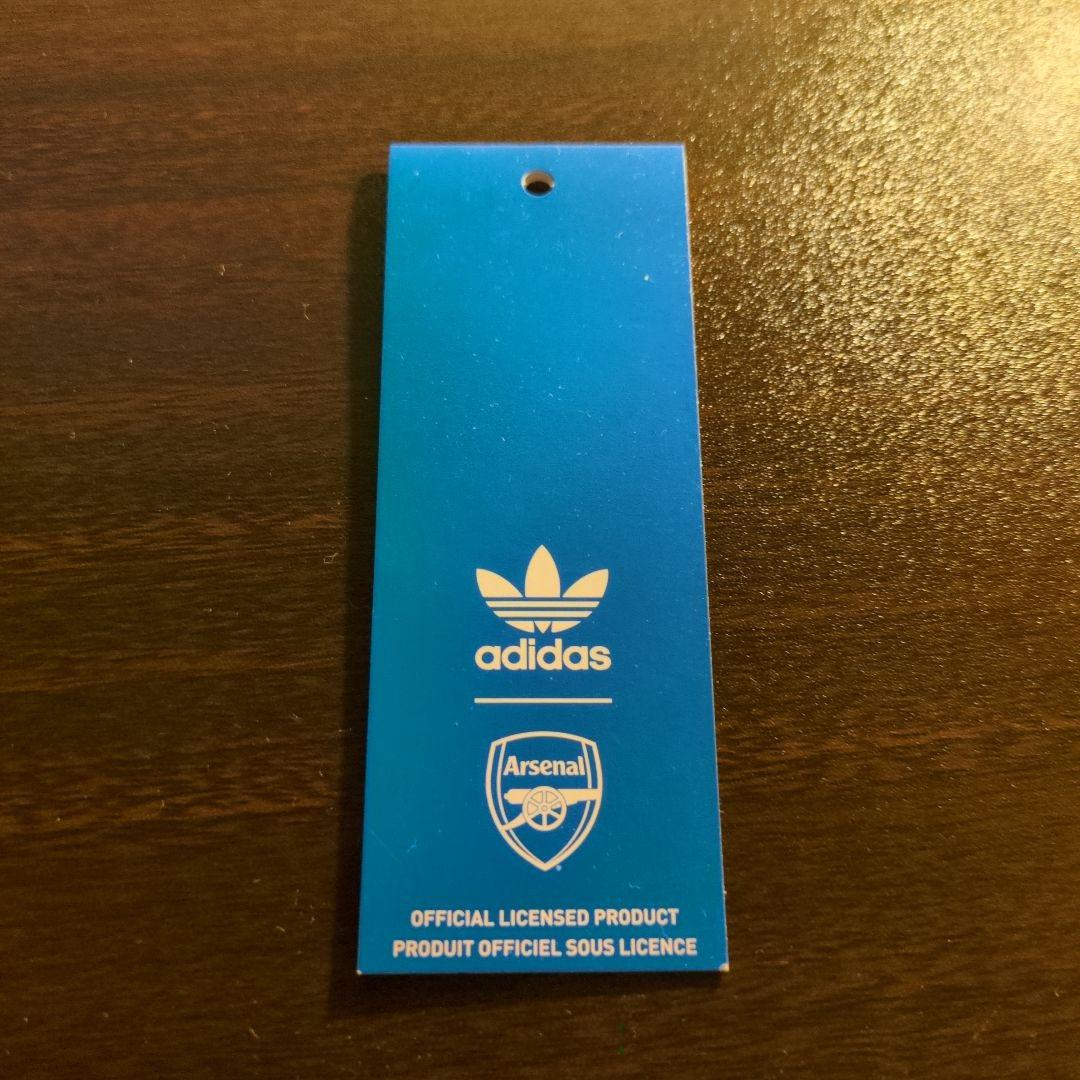 adidas
Arsenal
OFFICIAL LICENSED PRODUCT
PRODUIT OFFICIEL SOUS LICENCE